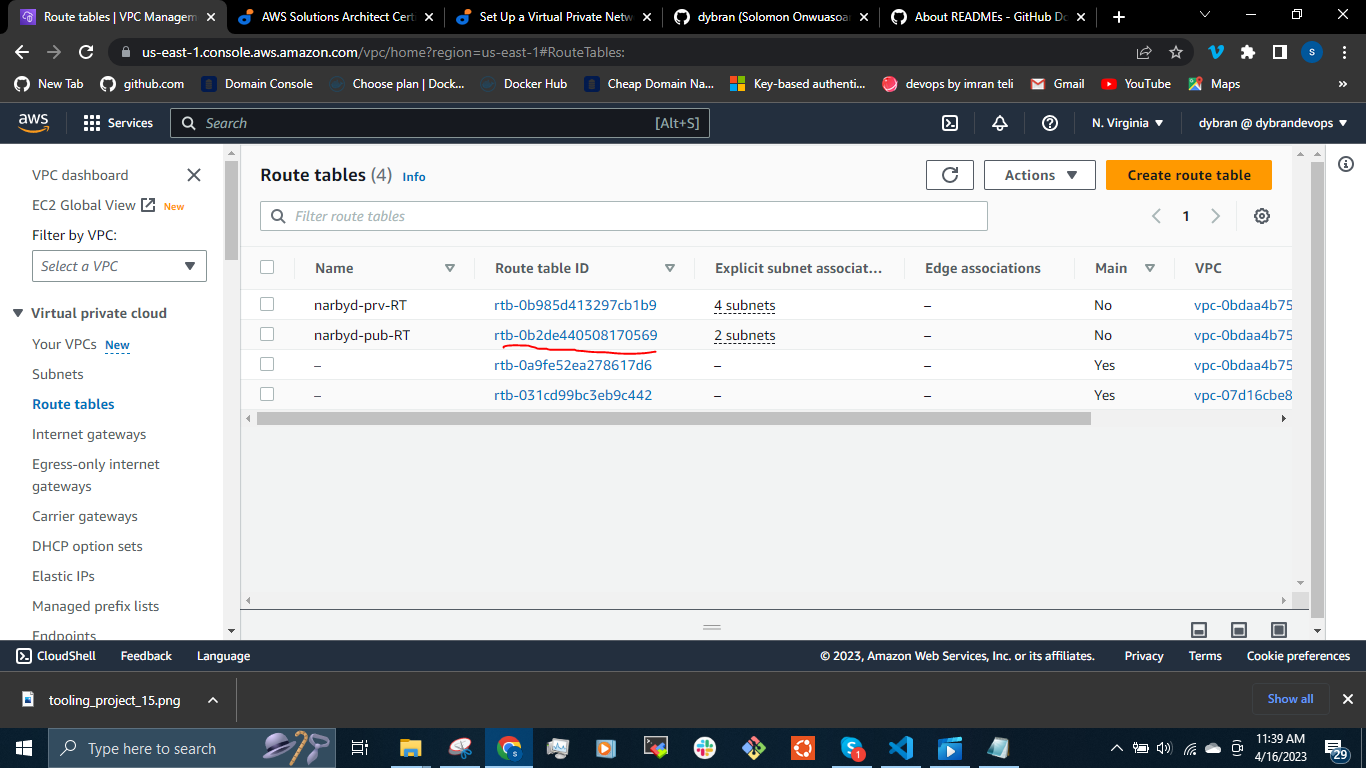 Route tables | VPC Managem
AWS Solutions Architect Cert
Set Up a Virtual Private Netw
dybran (Solomon Onwuasoan
About READMEs - GitHub Do
us-east-1.console.aws.amazon.com/vpc/home?region=us-east-1#RouteTables:
S
New Tab
github.com
Domain Console
Choose plan | Dock...
Docker Hub
Cheap Domain Na...
Key-based authenti...
devops by imran teli
Gmail
YouTube
Maps
»
aws
Services
Search
[Alt+S]
N. Virginia
dybran @ dybrandevops
VPC dashboard
EC2 Global View
New
Filter by VPC:
Select a VPC
Virtual private cloud
Your VPCs New
Subnets
Route tables
Internet gateways
Egress-only internet
gateways
Carrier gateways
DHCP option sets
Elastic IPs
Managed prefix lists
Endpoints
Route tables (4) Info
Actions
Create route table
Filter route tables
1
Name Route table ID Explicit subnet associat... Edge associations Main VPC
narbyd-prv-RT rtb-0b985d413297cb1b9 4 subnets – No vpc-0bdaa4b75
narbyd-pub-RT rtb-0b2de440508170569 2 subnets – No vpc-0bdaa4b75
– rtb-0a9fe52ea278617d6 – – Yes vpc-0bdaa4b75
– rtb-031cd99bc3eb9c442 – – Yes vpc-07d16cbe8
CloudShell
Feedback
Language
© 2023, Amazon Web Services, Inc. or its affiliates.
Privacy
Terms
Cookie preferences
tooling_project_15.png
Show all
Type here to search
S
1
11:39 AM
4/16/2023
29